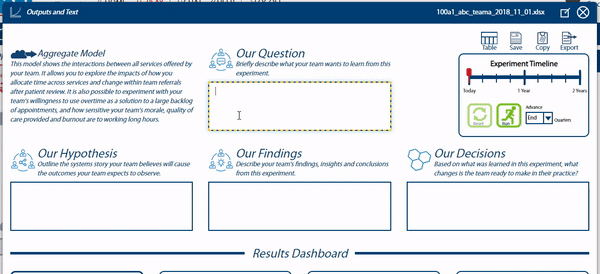 Outputs and Text
100a1_abc_teama_2018_11_01.xlsx
Aggregate Model
This model shows the interactions between all services offered by
your team. It allows you to explore the impacts of how you
allocate time across services and change within team referrals
after patient review. It is also possible to experiment with your
team's willingness to use overtime as a solution to a large backlog
of appointments, and how sensitive your team's morale, quality of
care provided and burnout are to working long hours.
Our Question
Briefly describe what your team wants to learn from this
experiment.
Table
Save
Copy
Export
Experiment Timeline
Today
1 Year
2 Years
Reset
Run
Advance
End
Quarters
Our Hypothesis
Outline the systems story your team believes will cause
the outcomes your team expects to observe.
Our Findings
Describe your team's findings, insights and conclusions
from this experiment.
Our Decisions
Based on what was learned in this experiment, what
changes is the team ready to make in their practice?
Results Dashboard